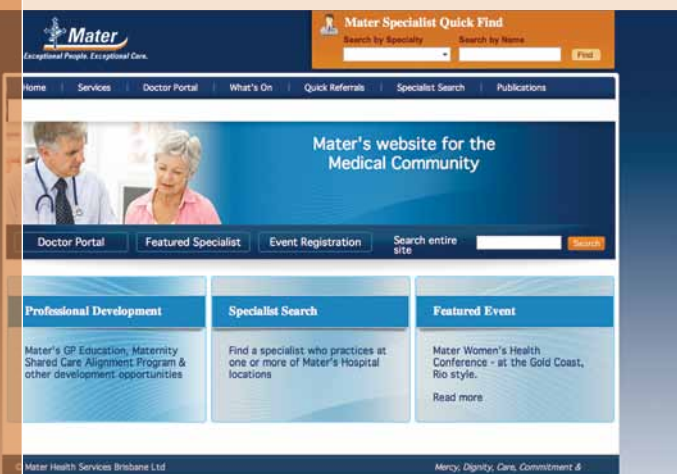 Mater
Exceptional People. Exceptional Care.
Mater Specialist Quick Find
Search by Specialty Search by Name
Find
Home Services Doctor Portal What's On Quick Referrals Specialist Search Publications
Mater's website for the
Medical Community
Doctor Portal Featured Specialist Event Registration Search entire
site Search
Professional Development
Mater's GP Education, Maternity
Shared Care Alignment Program &
other development opportunities
Specialist Search
Find a specialist who practices at
one or more of Mater's Hospital
locations
Featured Event
Mater Women's Health
Conference - at the Gold Coast,
Rio style.
Read more
© Mater Health Services Brisbane Ltd
Mercy, Dignity, Care, Commitment &